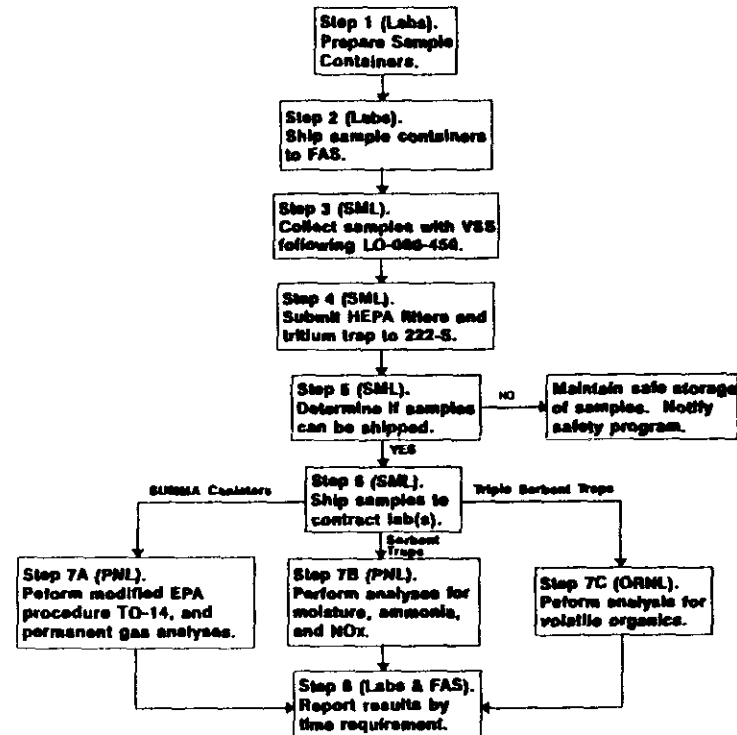 Step 1 (Labs).
Prepare Sample
Containers.
Step 2 (Labs).
Ship sample containers
to FAS.
Step 3 (SML).
Collect samples with VSS
following
Step 4 (SML).
Submit HEPA filters and
tritium trap to 222-S.
Step 5 (SML).
Determine if samples
can be shipped.
NO
Maintain safe storage
of samples. Notify
safety program.
YES
Step 6 (SML).
Ship samples to
contract lab(s).
SUMMA Canisters
Sorbent
Traps
Triple Sorbent Traps
Step 7A (PNL).
Peform modified EPA
procedure TO-14, and
permanent gas analyses.
Step 7B (PNL).
Perform analyses for
moisture, ammonia,
and NOx.
Step 7C (ORNL).
Peform analysis for
volatile organics.
Step 8 (Labs & FAS).
Report results by
time requirement.